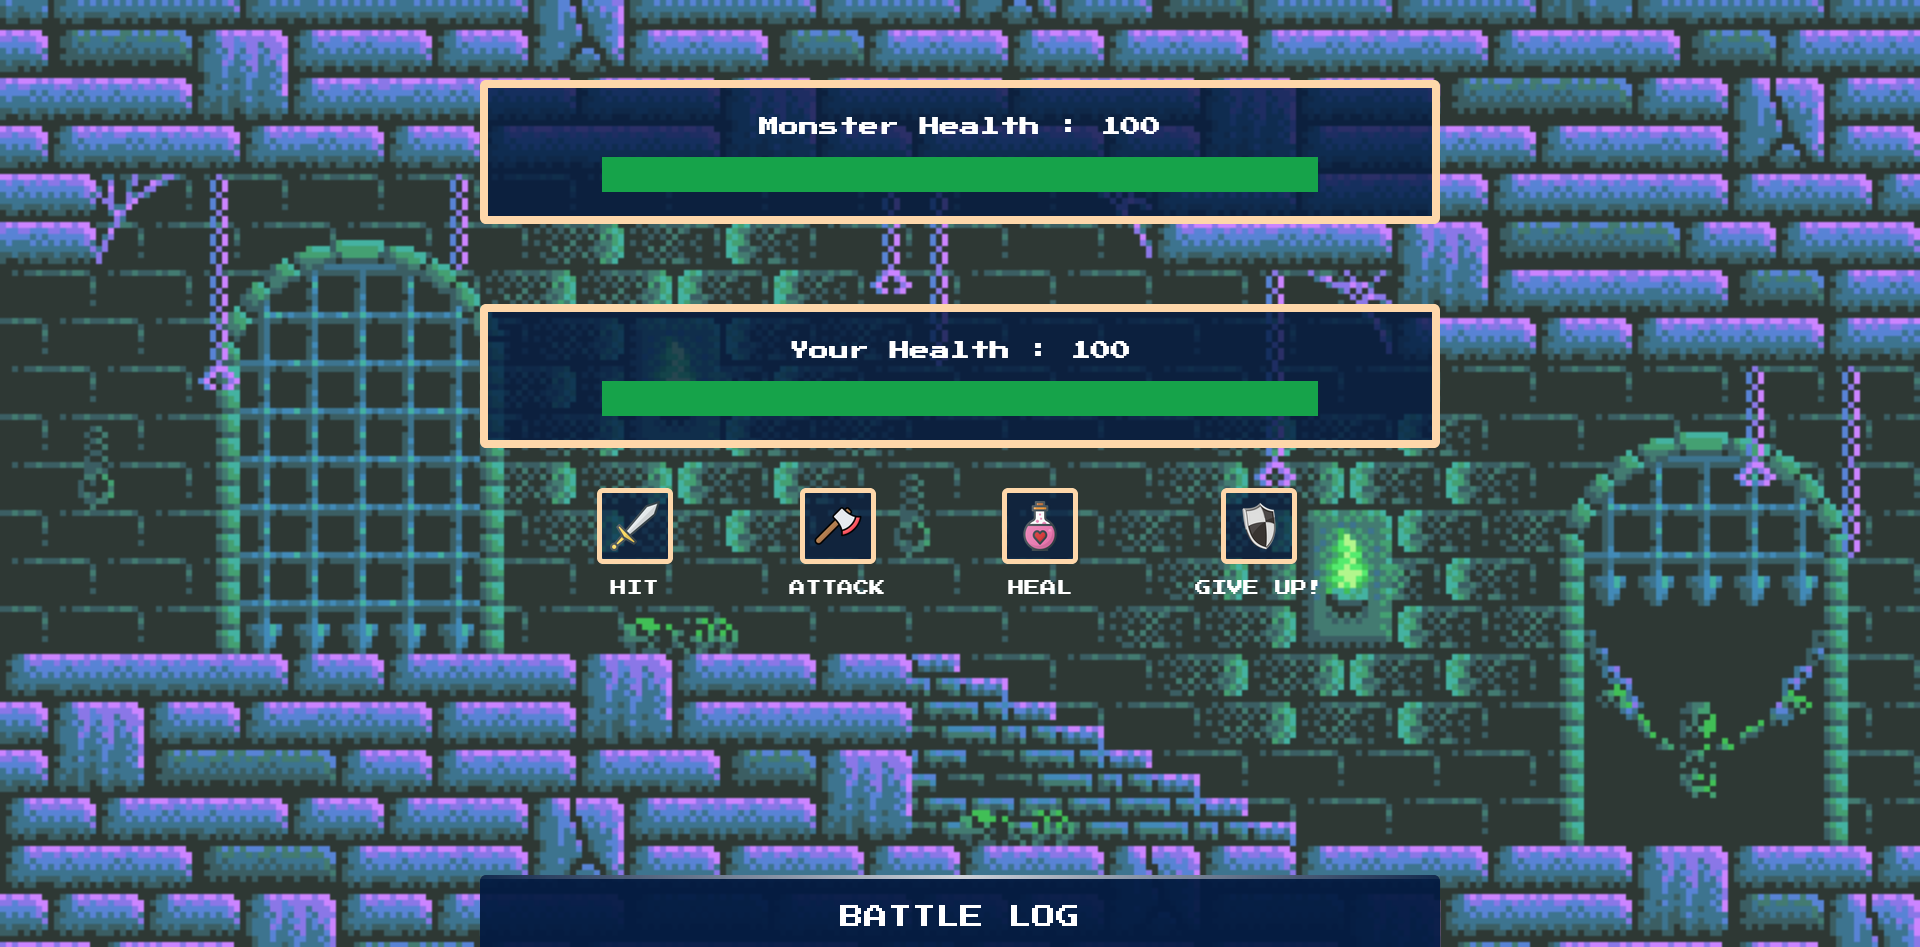 Monster Health : 100
Your Health : 100
HIT
ATTACK
HEAL
GIVE UP!
BATTLE LOG